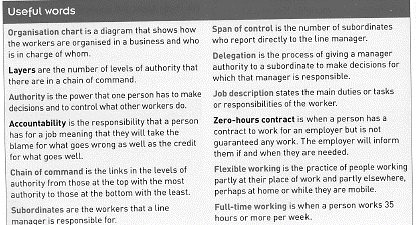 Useful words
Organisation chart is a diagram that shows
how the workers are organised in a business and who
is in charge of whom.
Layers are the number of levels of authority that
there are in a chain of command.
Authority is the power that one person has to make
decisions and to control what other workers do.
Accountability is the responsibility that a person
has for a job meaning that they will take the
blame for what goes wrong as well as the credit
for what goes well.
Chain of command is the links in the levels of
authority from those at the top with the most
authority to those at the bottom with the least.
Subordinates are the workers that a line
manager is responsible for.
Span of control is the number of subordinates
who report directly to the line manager.
Delegation is the process of giving a manager
authority to a subordinate to make decisions for
which that manager is responsible.
Job description states the main duties or tasks
or responsibilities of the worker.
Zero-hours contract is when a person has a
contract to work for an employer but is not
guaranteed any work. The employer will inform
them if and when they are needed.
Flexible working is the practice of people working
partly at their place of work and partly elsewhere,
perhaps at home or while they are mobile.
Full-time working is when a person works 35
hours or more per week.